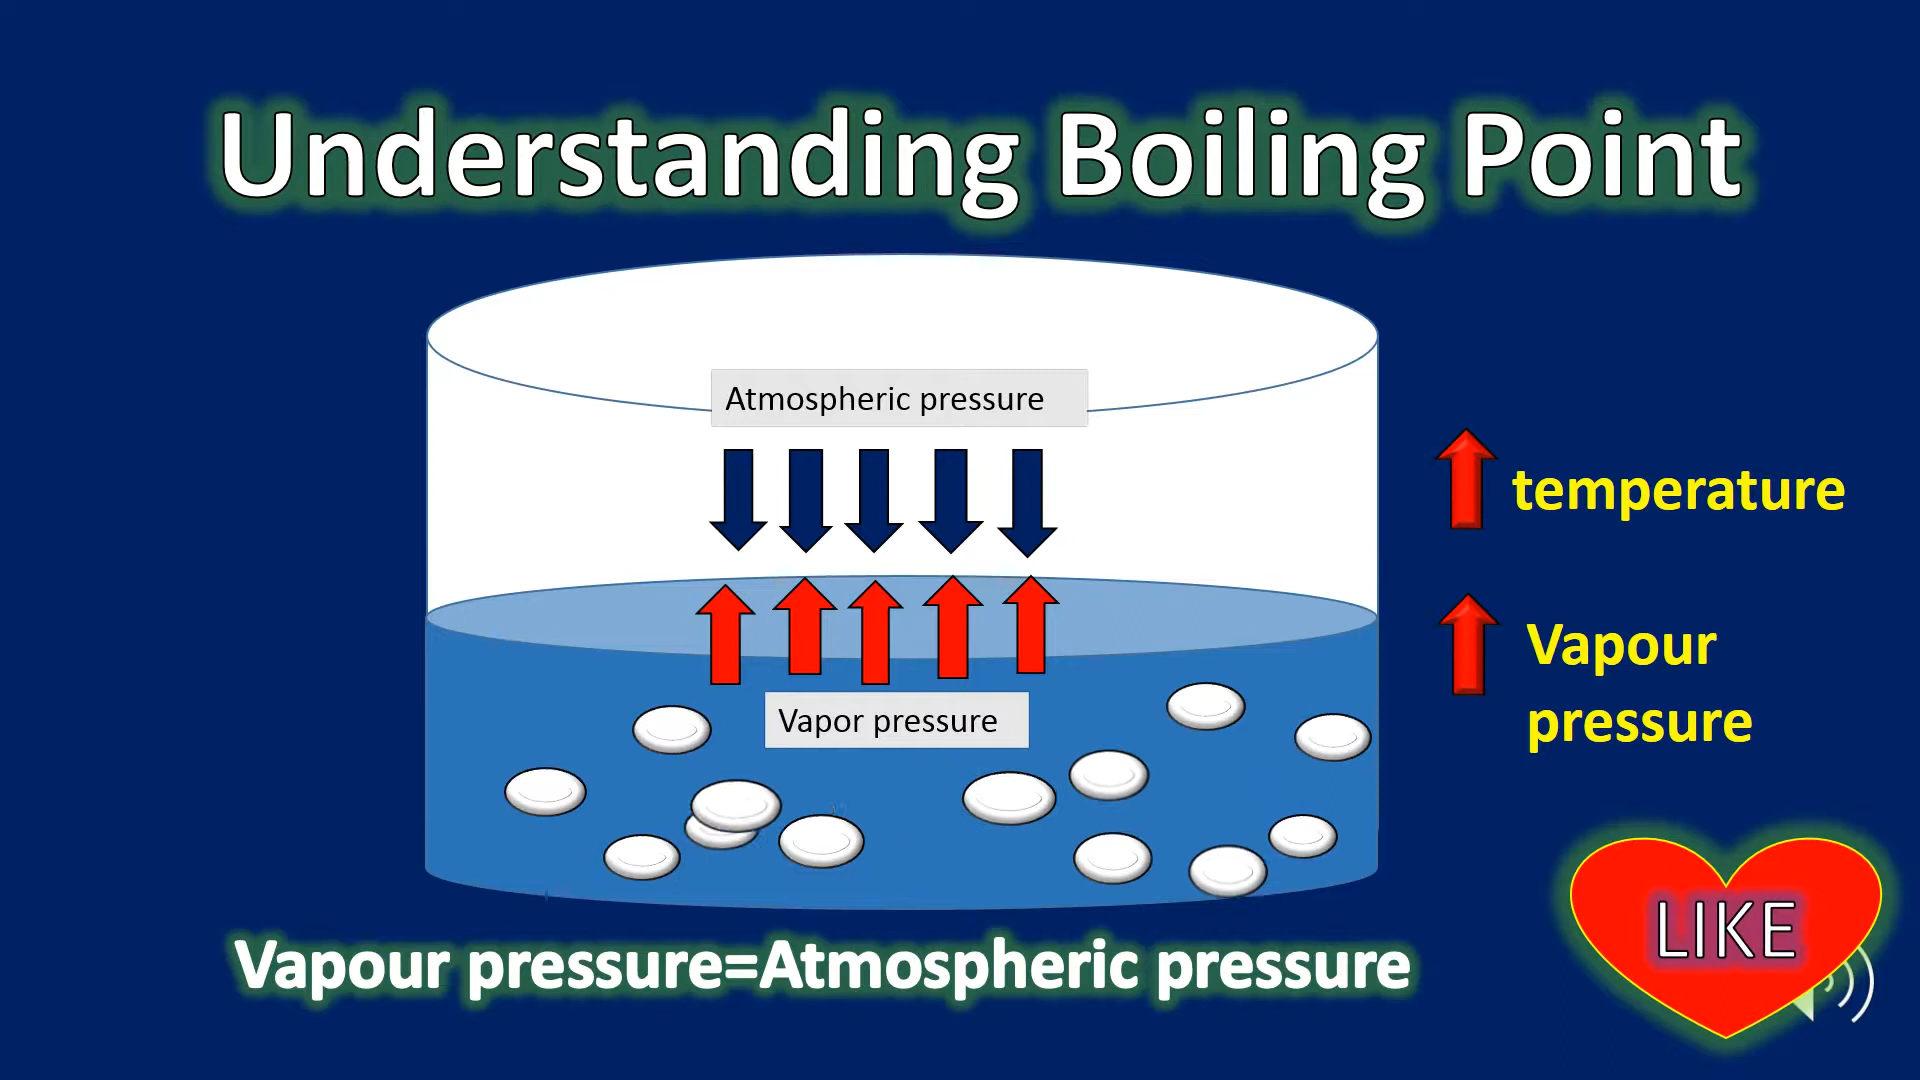 Understanding Boiling Point
Atmospheric pressure
temperature
Vapor pressure
Vapour
pressure
LIKE
Vapour pressure=Atmospheric pressure